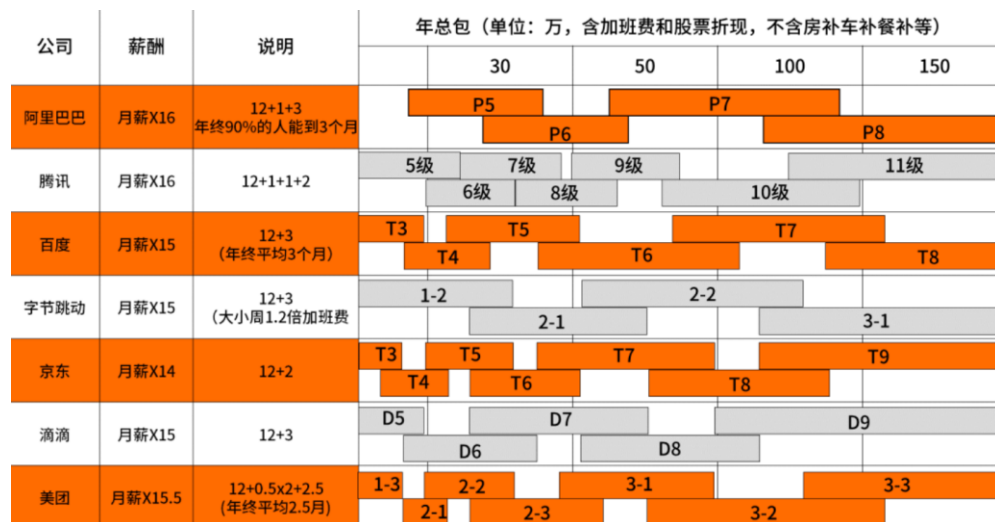 公司
薪酬
说明
年总包（单位：万，含加班费和股票折现，不含房补车补餐补等）
30
50
100
150
阿里巴巴
月薪X16
12+1+3
年终90%的人能到3个月
P5
P7
P6
P8
腾讯
月薪X16
12+1+1+2
5级
7级
9级
11级
6级
8级
10级
百度
月薪X15
12+3
（年终平均3个月）
T3
T5
T7
T4
T6
T8
字节跳动
月薪X15
12+3
（大小周1.2倍加班费
1-2
2-2
2-1
3-1
京东
月薪X14
12+2
T3
T5
T7
T9
T4
T6
T8
滴滴
月薪X15
12+3
D5
D7
D9
D6
D8
美团
月薪X15.5
12+0.5x2+2.5
(年终平均2.5月)
1-3
2-2
3-1
3-3
2-1
2-3
3-2